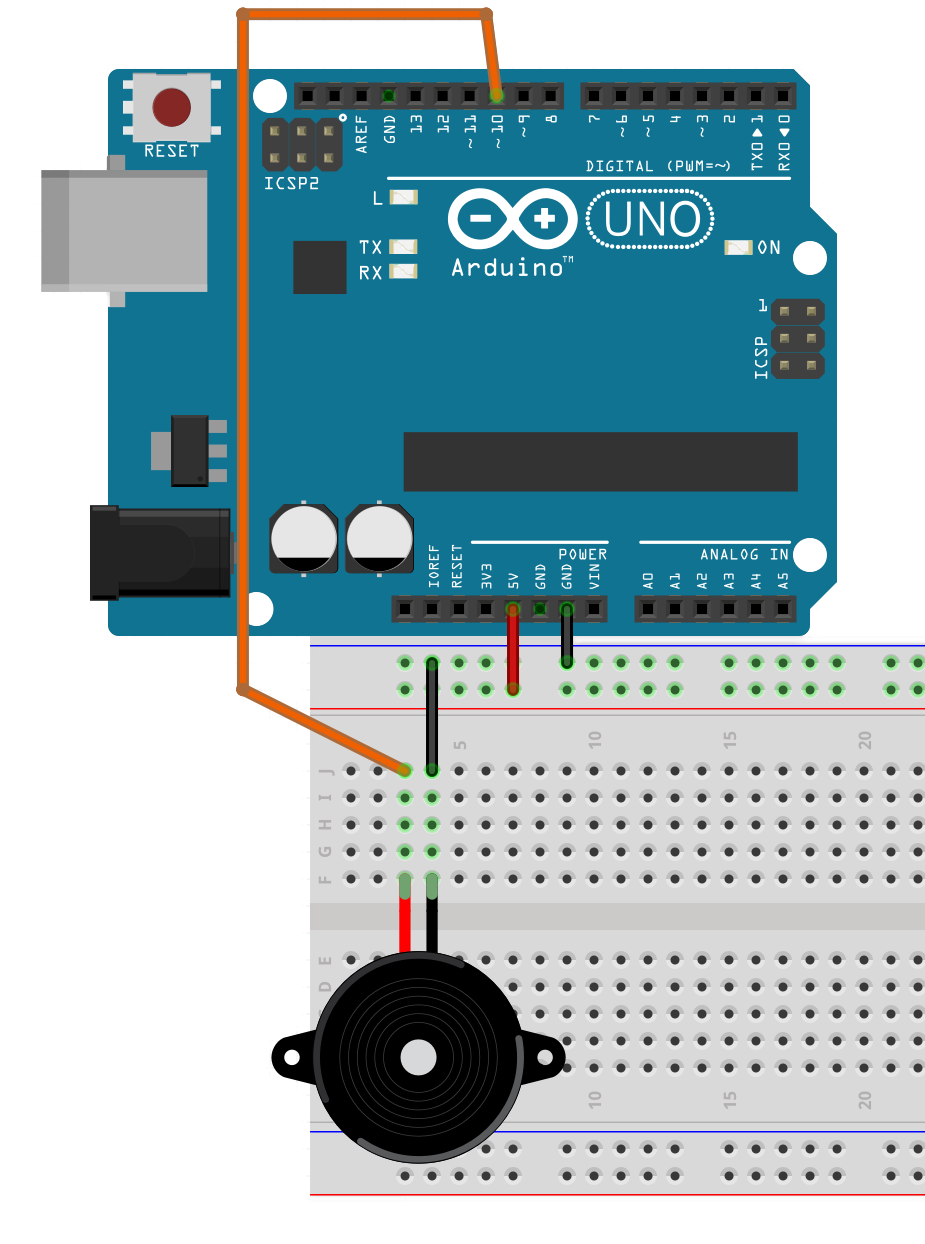 RESET
ICSP2
AREF
GND
13
12
~11
~10
~9
8
7
~6
~5
4
~3
2
TX0▶1
RX0◀0
DIGITAL (PWM=~)
L
TX
RX
UNO
Arduino™
ON
1
ICSP
IOREF
RESET
3V3
5V
GND
GND
VIN
POWER
A0
A1
A2
A3
A4
A5
ANALOG IN
5
10
15
20
J
I
H
G
F
E
D
10
15
20